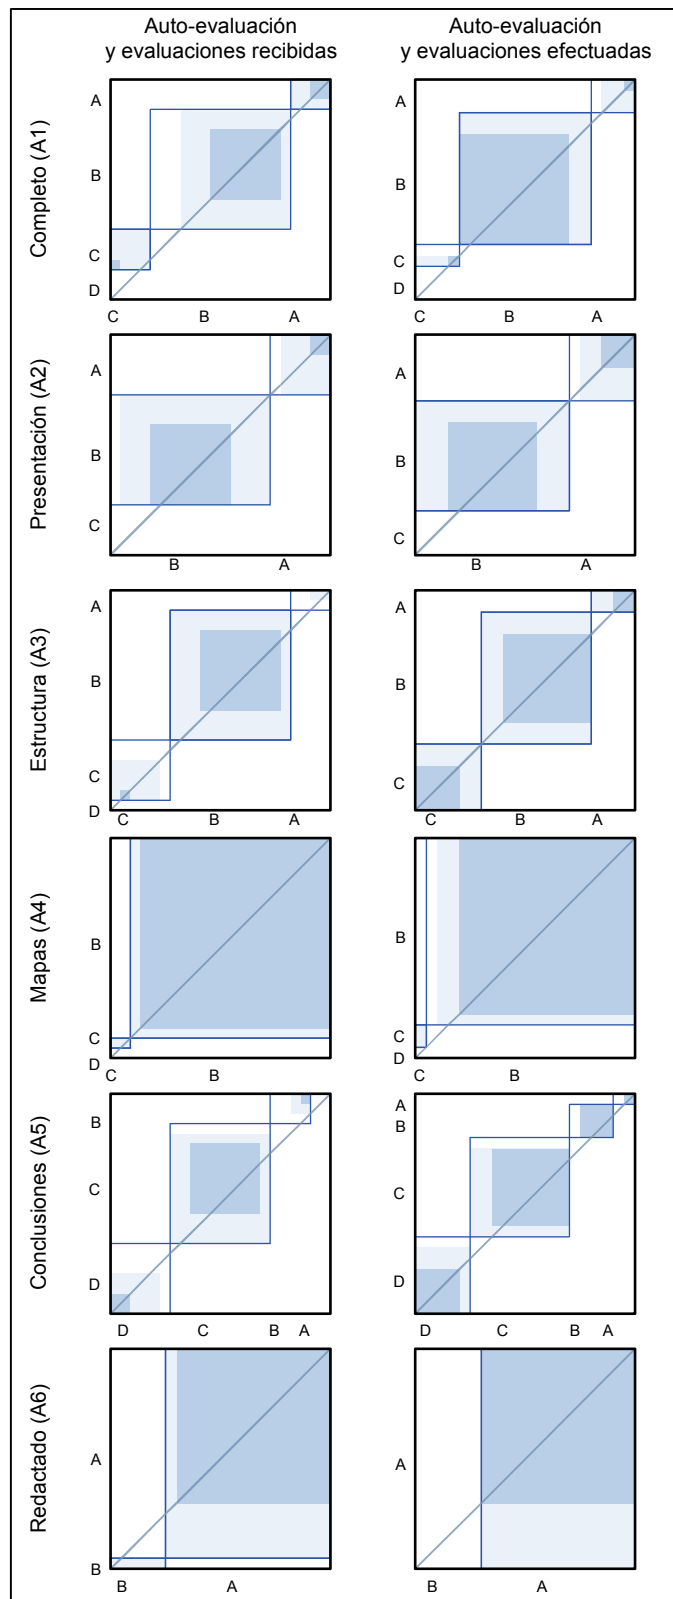 Auto-evaluación
y evaluaciones recibidas
Auto-evaluación
y evaluaciones efectuadas
Completo (A1)
A
B
C
D
C B A
A
B
C
D
C B A
Presentación (A2)
A
B
C
B A
A
B
C
B A
Estructura (A3)
A
B
C
D
C B A
A
B
C
C B A
Mapas (A4)
B
C
D
C B
B
C
D
C B
Conclusiones (A5)
B
C
D
D C B A
A
B
C
D
D C B A
Redactado (A6)
A
B
B A
A
B A